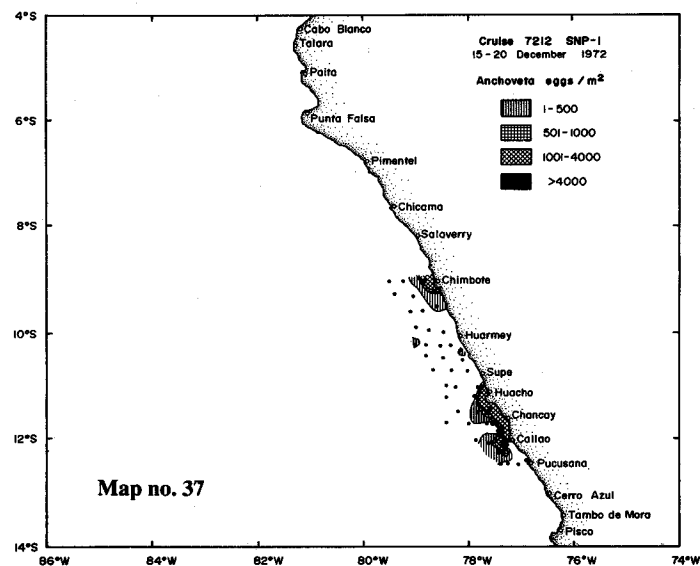 4°S
Cabo Blanco
Talara
Cruise 7212 SNP-1
15-20 December 1972
Paita
Anchoveta eggs / m²
1-500
6°S
Punta Falsa
501-1000
1001-4000
Pimentel
>4000
Chicama
8°S
Salaverry
Chimbote
10°S
Huarmey
Supe
Huacho
Chancay
12°S
Callao
Pucusana
Map no. 37
Cerro Azul
Tambo de Mora
Pisco
14°S
86°W
84°W
82°W
80°W
78°W
76°W
74°W